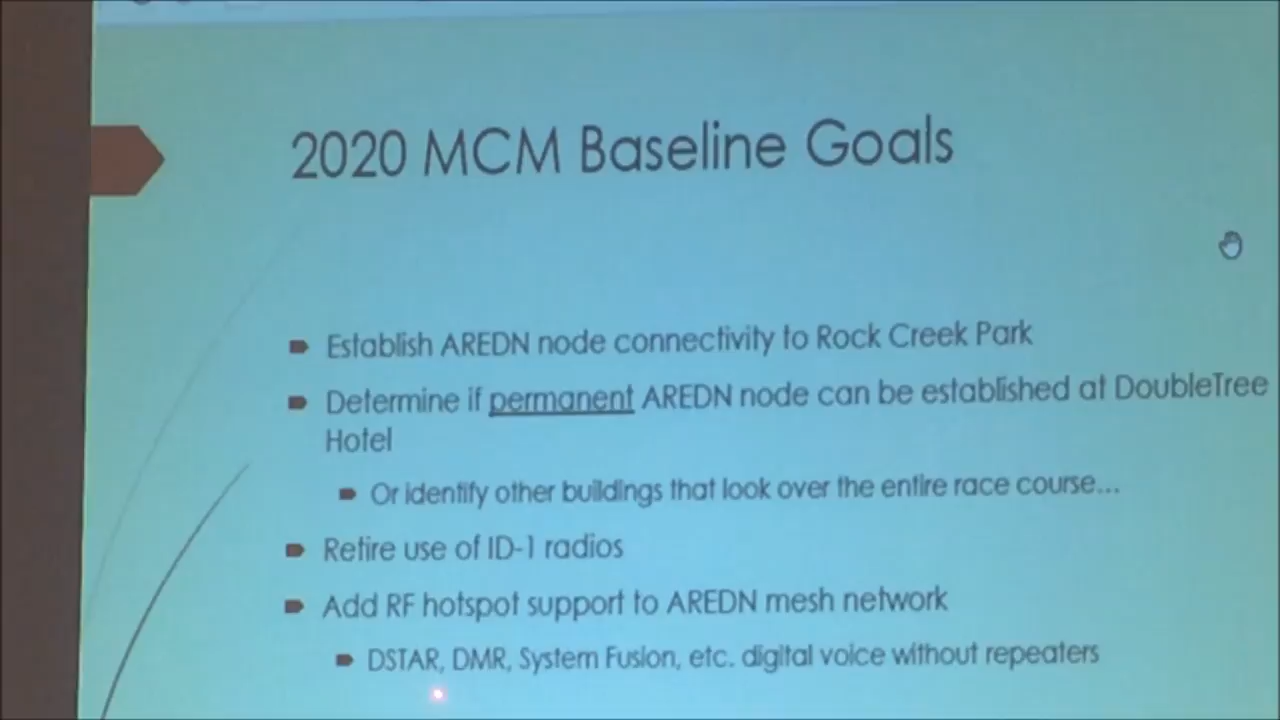 2020 MCM Baseline Goals
Establish AREDN node connectivity to Rock Creek Park
Determine if permanent AREDN node can be established at DoubleTree
Hotel
Or identify other buildings that look over the entire race course...
Retire use of ID-1 radios
Add RF hotspot support to AREDN mesh network
DSTAR, DMR, System Fusion, etc. digital voice without repeaters